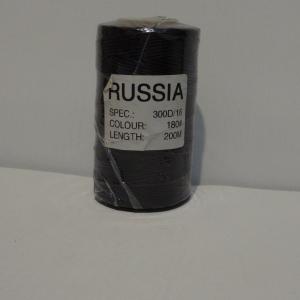 RUSSIA
SPEC.: 300D/16
COLOUR: 180#
LENGTH: 200M